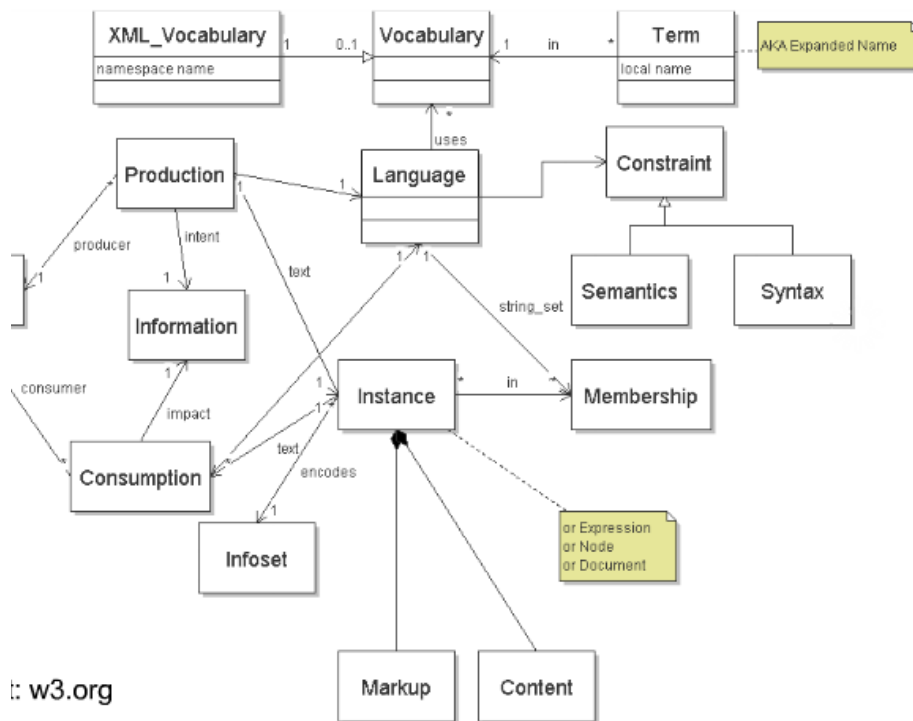 XML_Vocabulary
namespace name
1
0..1
Vocabulary
1
in
*
Term
local name
AKA Expanded Name
*
uses
Production
*
1
1
Language
Constraint
producer
1
intent
1
text
1
1
Semantics
Syntax
string_set
Information
1
1
consumer
impact
*
Consumption
*
*
text
1
1
*
Instance
*
in
*
Membership
encodes
1
Infoset
or Expression
or Node
or Document
Markup
Content
t: w3.org